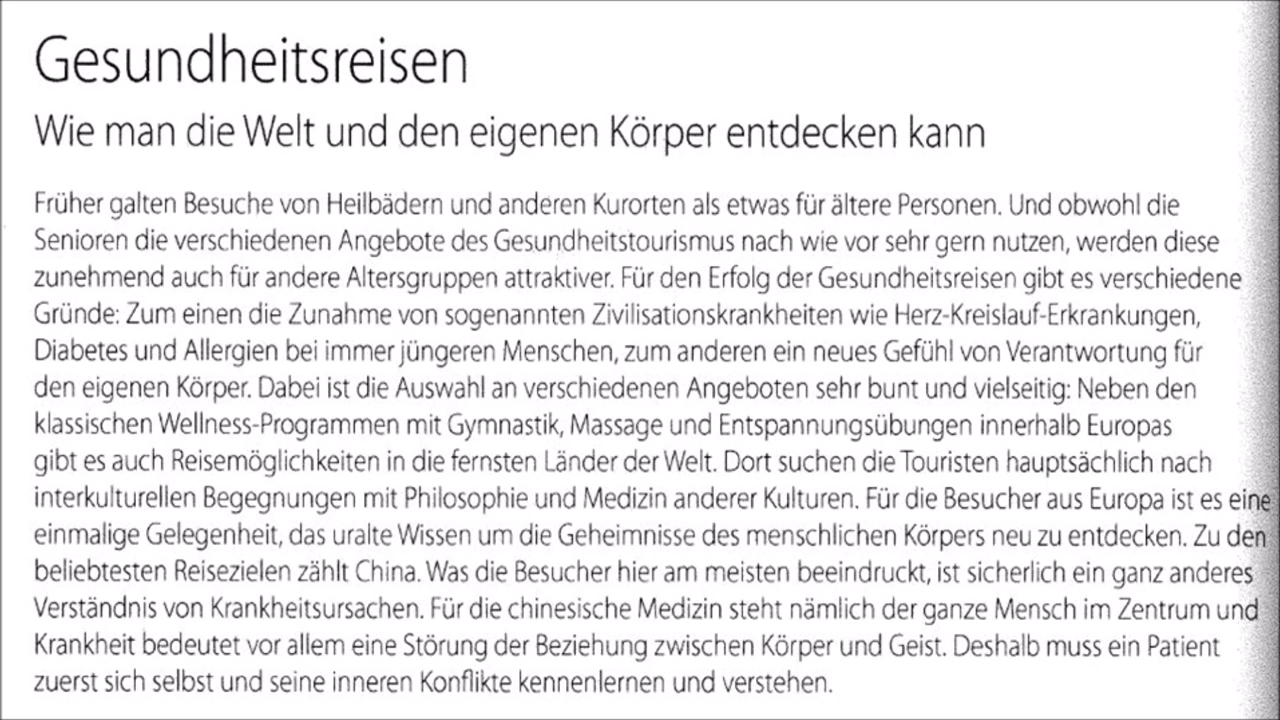 Gesundheitsreisen
Wie man die Welt und den eigenen Körper entdecken kann
Früher galten Besuche von Heilbädern und anderen Kurorten als etwas für ältere Personen. Und obwohl die
Senioren die verschiedenen Angebote des Gesundheitstourismus nach wie vor sehr gern nutzen, werden diese
zunehmend auch für andere Altersgruppen attraktiver. Für den Erfolg der Gesundheitsreisen gibt es verschiedene
Gründe: Zum einen die Zunahme von sogenannten Zivilisationskrankheiten wie Herz-Kreislauf-Erkrankungen,
Diabetes und Allergien bei immer jüngeren Menschen, zum anderen ein neues Gefühl von Verantwortung für
den eigenen Körper. Dabei ist die Auswahl an verschiedenen Angeboten sehr bunt und vielseitig: Neben den
klassischen Wellness-Programmen mit Gymnastik, Massage und Entspannungsübungen innerhalb Europas
gibt es auch Reisemöglichkeiten in die fernsten Länder der Welt. Dort suchen die Touristen hauptsächlich nach
interkulturellen Begegnungen mit Philosophie und Medizin anderer Kulturen. Für die Besucher aus Europa ist es eine
einmalige Gelegenheit, das uralte Wissen um die Geheimnisse des menschlichen Körpers neu zu entdecken. Zu den
beliebtesten Reisezielen zählt China. Was die Besucher hier am meisten beeindruckt, ist sicherlich ein ganz anderes
Verständnis von Krankheitsursachen. Für die chinesische Medizin steht nämlich der ganze Mensch im Zentrum und
Krankheit bedeutet vor allem eine Störung der Beziehung zwischen Körper und Geist. Deshalb muss ein Patient
zuerst sich selbst und seine inneren Konflikte kennenlernen und verstehen.